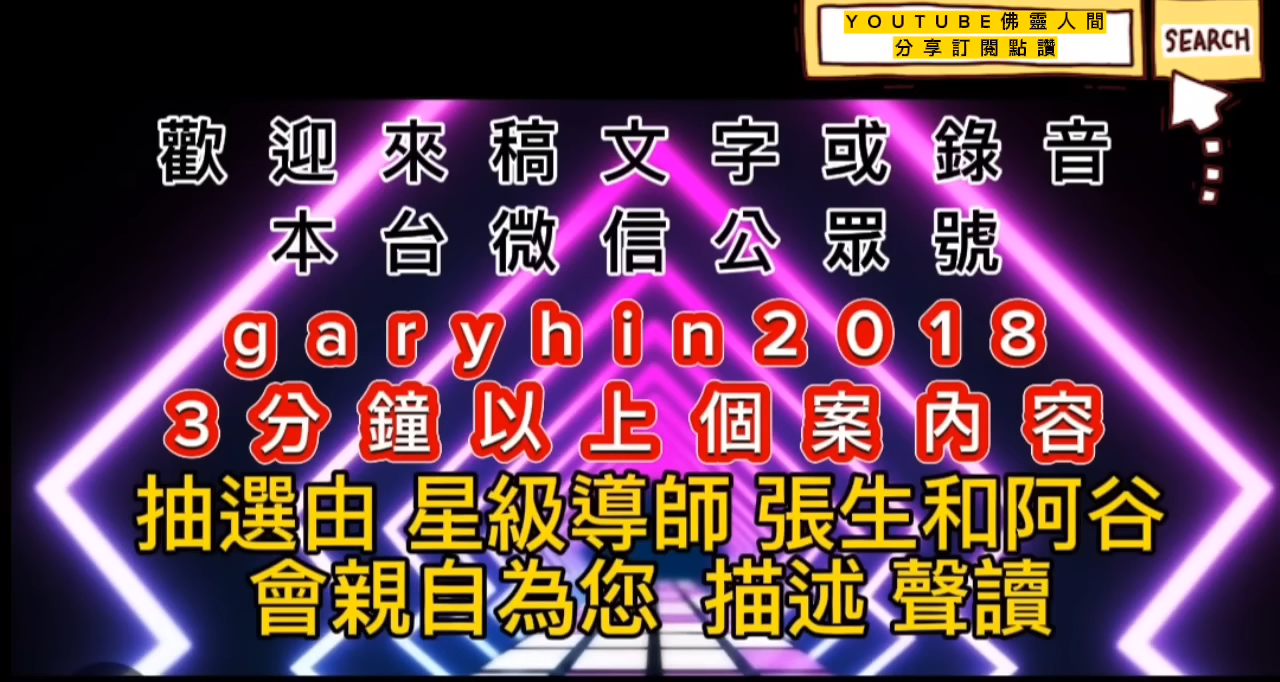 YOUTUBE佛靈人間
分享訂閱點讚
SEARCH
歡迎來稿文字或錄音
本台微信公眾號
garyhin2018
3分鐘以上個案內容
抽選由 星級導師 張生和阿谷
會親自為您 描述 聲讀